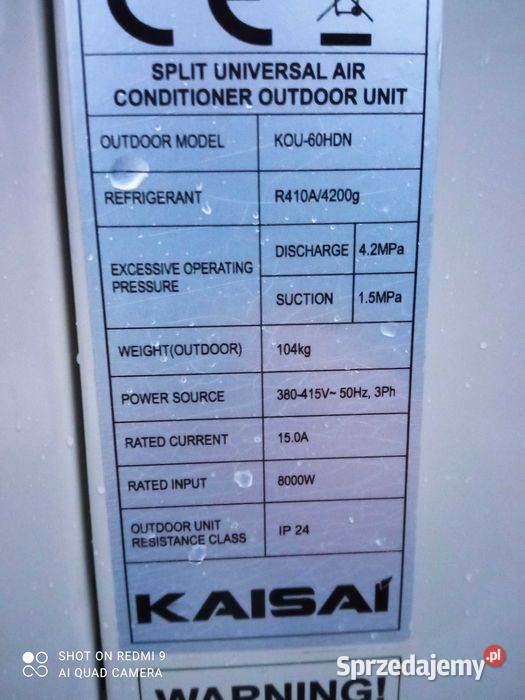 CE
SPLIT UNIVERSAL AIR
CONDITIONER OUTDOOR UNIT
OUTDOOR MODEL KOU-60HDN
REFRIGERANT R410A/4200g
EXCESSIVE OPERATING
PRESSURE
DISCHARGE 4.2MPa
SUCTION 1.5MPa
WEIGHT(OUTDOOR) 104kg
POWER SOURCE 380-415V~ 50Hz, 3Ph
RATED CURRENT 15.0A
RATED INPUT 8000W
OUTDOOR UNIT
RESISTANCE CLASS
IP 24
KAISAI
WARNING!
SHOT ON REDMI 9
AI QUAD CAMERA
Sprzedajemy.pl